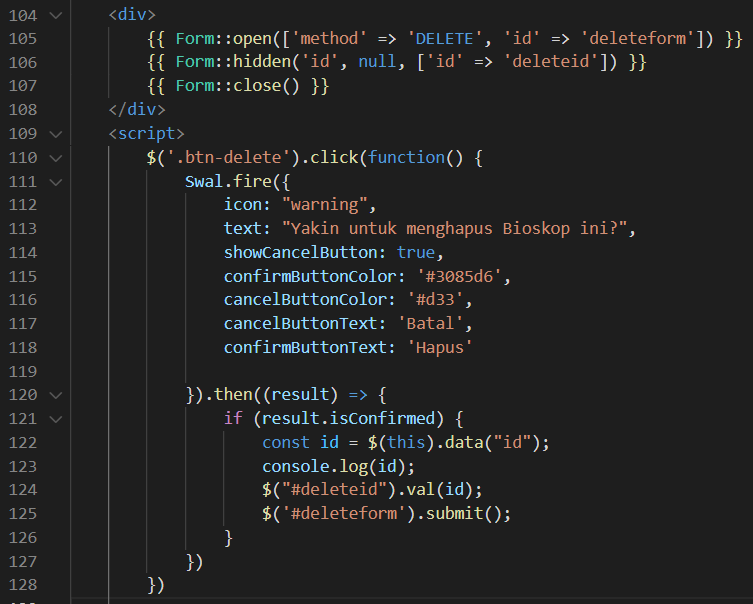 104 <div>
105 {{ Form::open(['method' => 'DELETE', 'id' => 'deleteform']) }}
106 {{ Form::hidden('id', null, ['id' => 'deleteid']) }}
107 {{ Form::close() }}
108 </div>
109 <script>
110 $('.btn-delete').click(function() {
111 Swal.fire({
112 icon: "warning",
113 text: "Yakin untuk menghapus Bioskop ini?",
114 showCancelButton: true,
115 confirmButtonColor: '#3085d6',
116 cancelButtonColor: '#d33',
117 cancelButtonText: 'Batal',
118 confirmButtonText: 'Hapus'
119
120 }).then((result) => {
121 if (result.isConfirmed) {
122 const id = $(this).data("id");
123 console.log(id);
124 $("#deleteid").val(id);
125 $('#deleteform').submit();
126 }
127 })
128 })